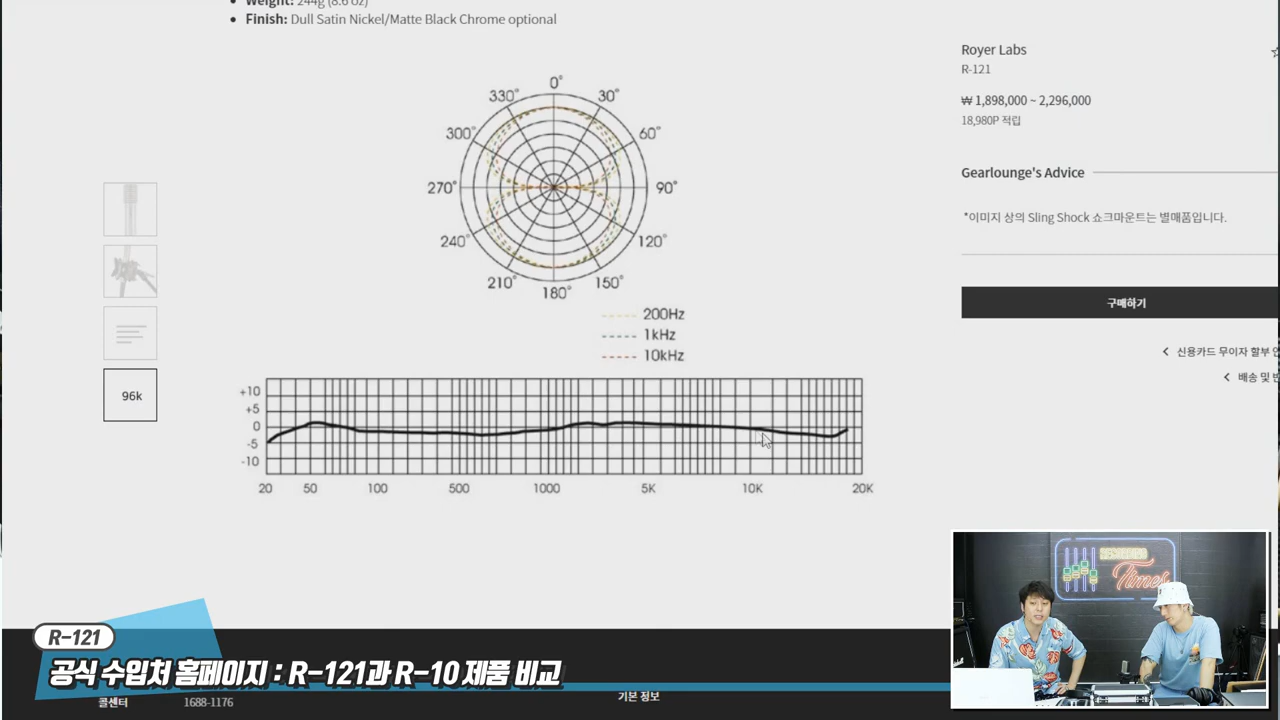 Weight: 244g (8.6 oz)
Finish: Dull Satin Nickel/Matte Black Chrome optional
Royer Labs
R-121
₩ 1,898,000 ~ 2,296,000
18,980P 적립
Gearlounge's Advice
*이미지 상의 Sling Shock 쇼크마운트는 별매품입니다.
구매하기
신용카드 무이자 할부
배송 및
0°
330° 30°
300° 60°
270° 90°
240° 120°
210° 150°
180°
200Hz
1kHz
10kHz
96k
+10
+5
0
-5
-10
20 50 100 500 1000 5K 10K 20K
Times
R-121
공식 수입처 홈페이지 : R-121과 R-10 제품 비교
콜센터 1688-1176
기본 정보